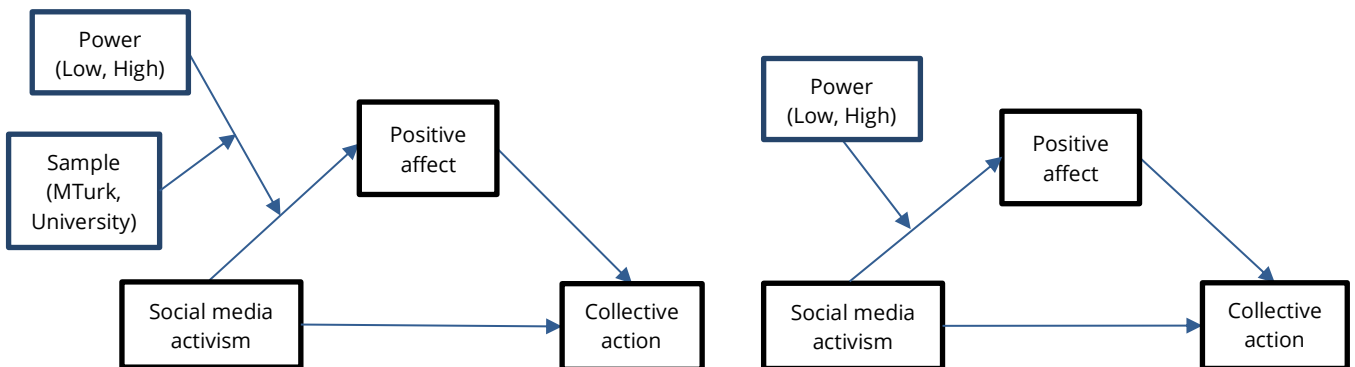 Power
(Low, High)
Sample
(MTurk,
University)
Positive
affect
Social media
activism
Collective
action
Power
(Low, High)
Positive
affect
Social media
activism
Collective
action